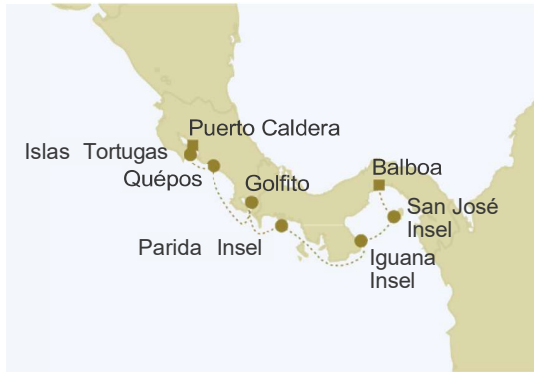 Puerto Caldera
Islas Tortugas
Quépos
Golfito
Balboa
San José
Insel
Parida Insel
Iguana
Insel